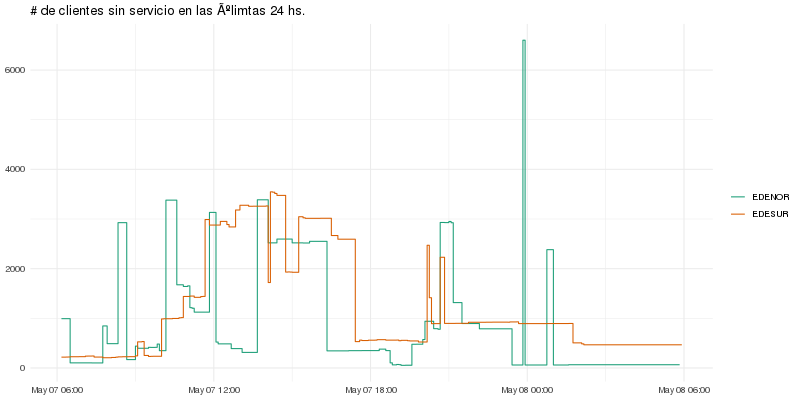 # de clientes sin servicio en las Ãºlimtas 24 hs.
6000
4000
2000
0
May 07 06:00 May 07 12:00 May 07 18:00 May 08 00:00 May 08 06:00
EDENOR
EDESUR